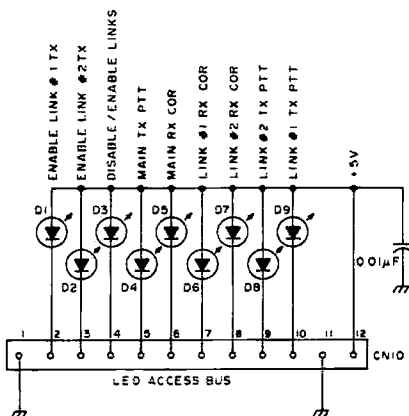 ENABLE LINK #1 TX
ENABLE LINK #2 TX
DISABLE/ENABLE LINKS
MAIN TX PTT
MAIN RX COR
LINK #1 RX COR
LINK #2 RX COR
LINK #2 TX PTT
LINK #1 TX PTT
+5V
D1 D3 D5 D7 D9
D2 D4 D6 D8
0.01µF
1 2 3 4 5 6 7 8 9 10 11 12
CN10
LED ACCESS BUS